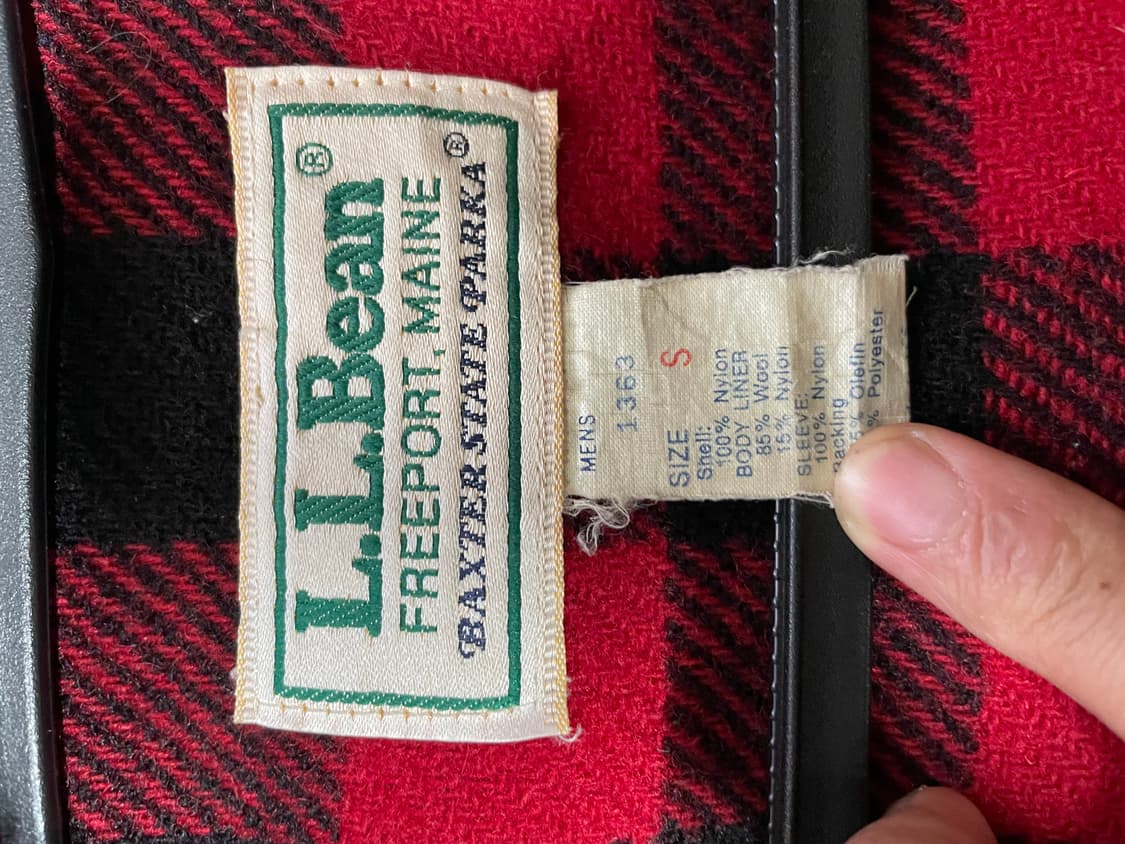 L.L.Bean®
FREEPORT, MAINE
BAXTER STATE PARKA®
MENS
1363
SIZE S
Shell:
100% Nylon
BODY LINER
85% Wool
15% Nylon
SLEEVE:
100% Nylon
Backing
% Olefin
% Polyester